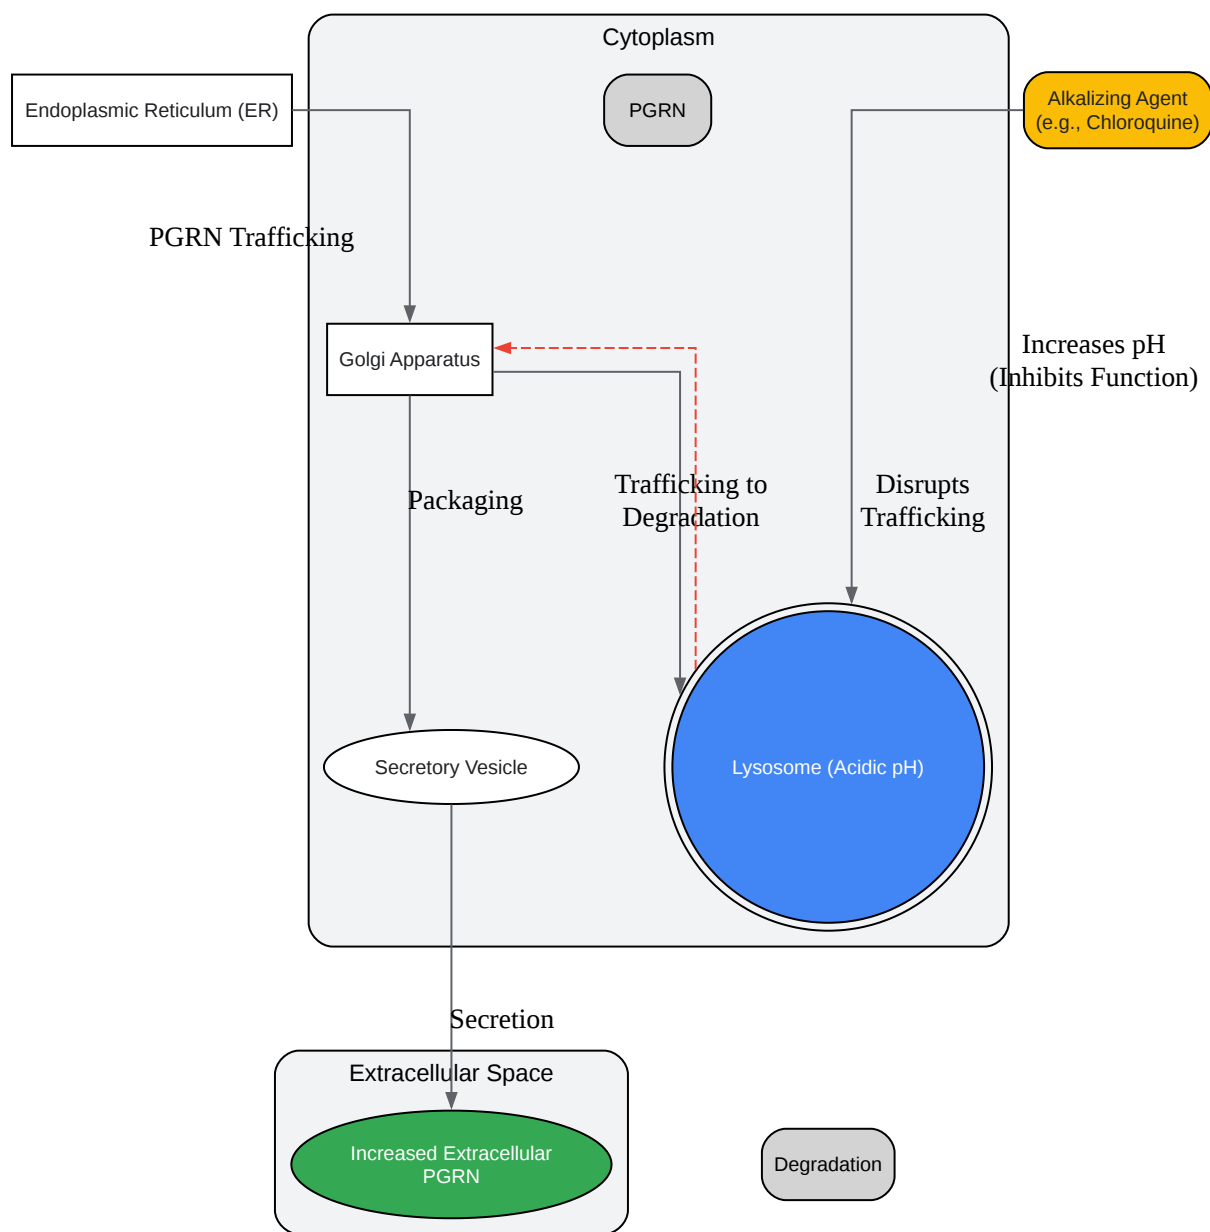 Cytoplasm
Endoplasmic Reticulum (ER)
PGRN
Alkalizing Agent
(e.g., Chloroquine)
PGRN Trafficking
Golgi Apparatus
Increases pH
(Inhibits Function)
Packaging
Trafficking to
Degradation
Disrupts
Trafficking
Secretory Vesicle
Lysosome (Acidic pH)
Secretion
Extracellular Space
Increased Extracellular
PGRN
Degradation